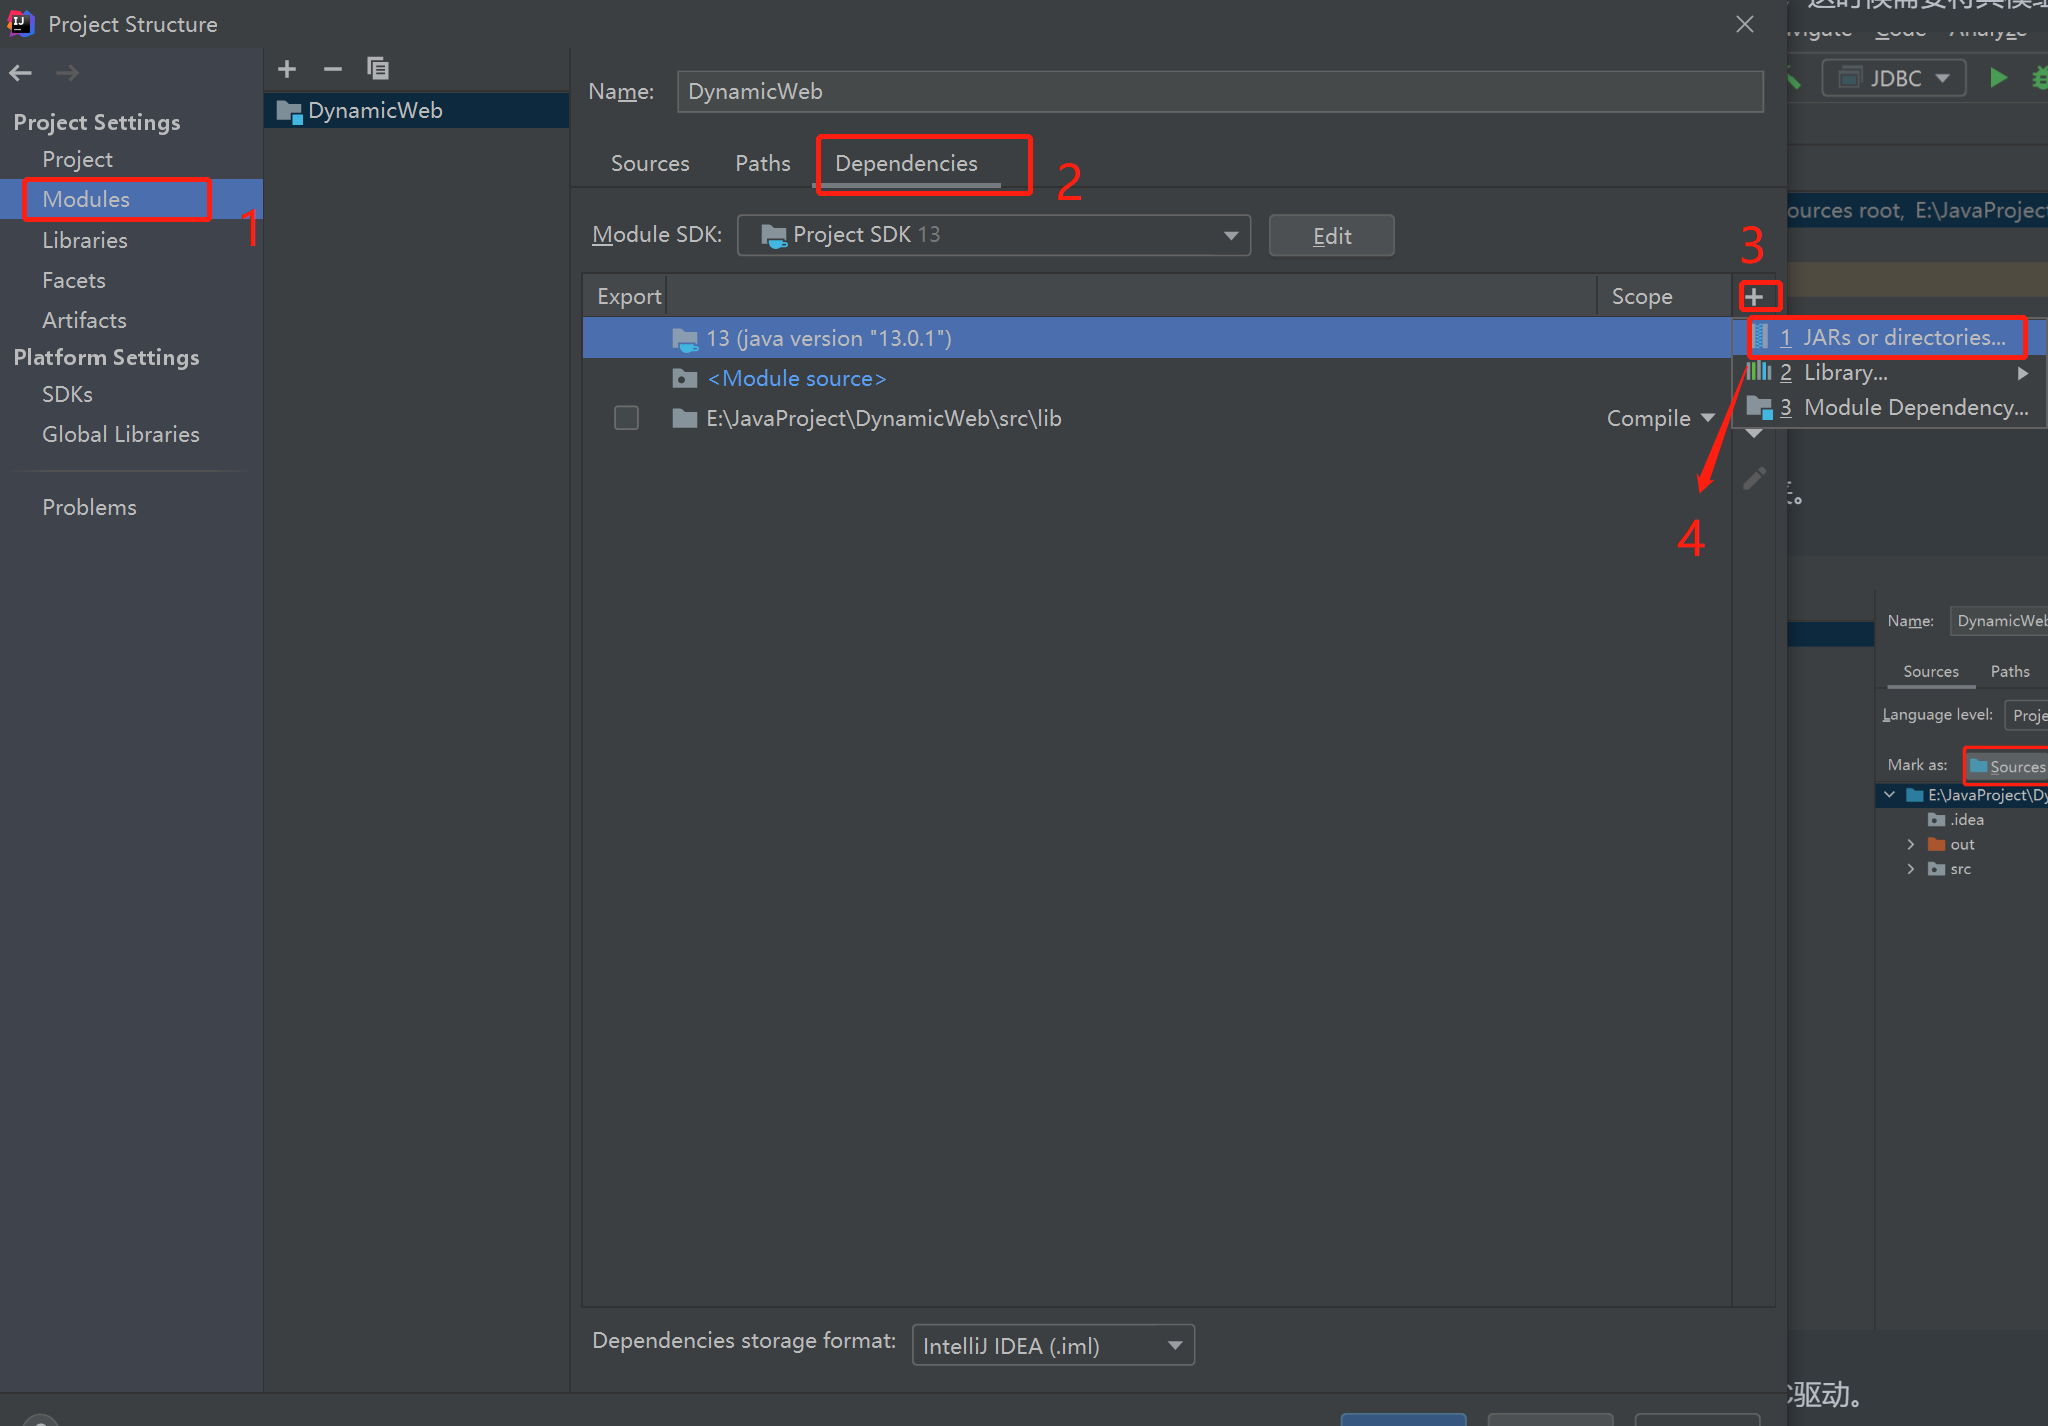 Project Structure
Project Settings
Project
Modules
1
Libraries
Facets
Artifacts
Platform Settings
SDKs
Global Libraries
Problems
DynamicWeb
Name: DynamicWeb
Sources Paths Dependencies
2
Module SDK: Project SDK 13 Edit
3
Export Scope
13 (java version "13.0.1")
<Module source>
E:\JavaProject\DynamicWeb\src\lib Compile
1 JARs or directories...
2 Library...
3 Module Dependency...
4
Dependencies storage format: IntelliJ IDEA (.iml)
Code
JDBC
E:\JavaProject
Name: DynamicWeb
Sources Paths
Language level: Proje
Mark as: Sources
E:\JavaProject\Dy
.idea
out
src
驱动。